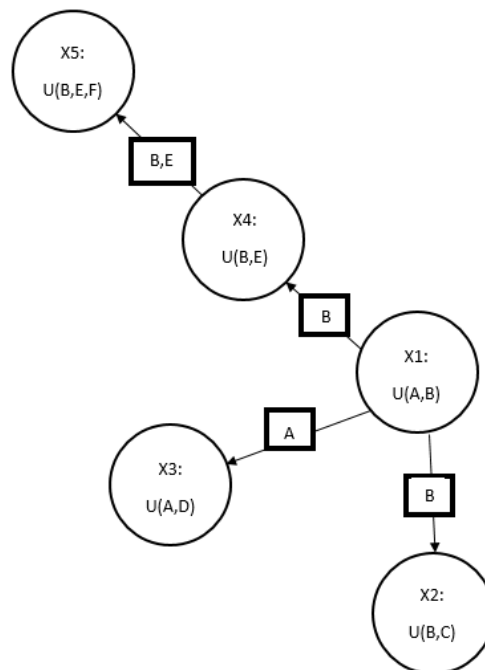 X5:
U(B,E,F)
B,E
X4:
U(B,E)
B
X1:
U(A,B)
A
X3:
U(A,D)
B
X2:
U(B,C)